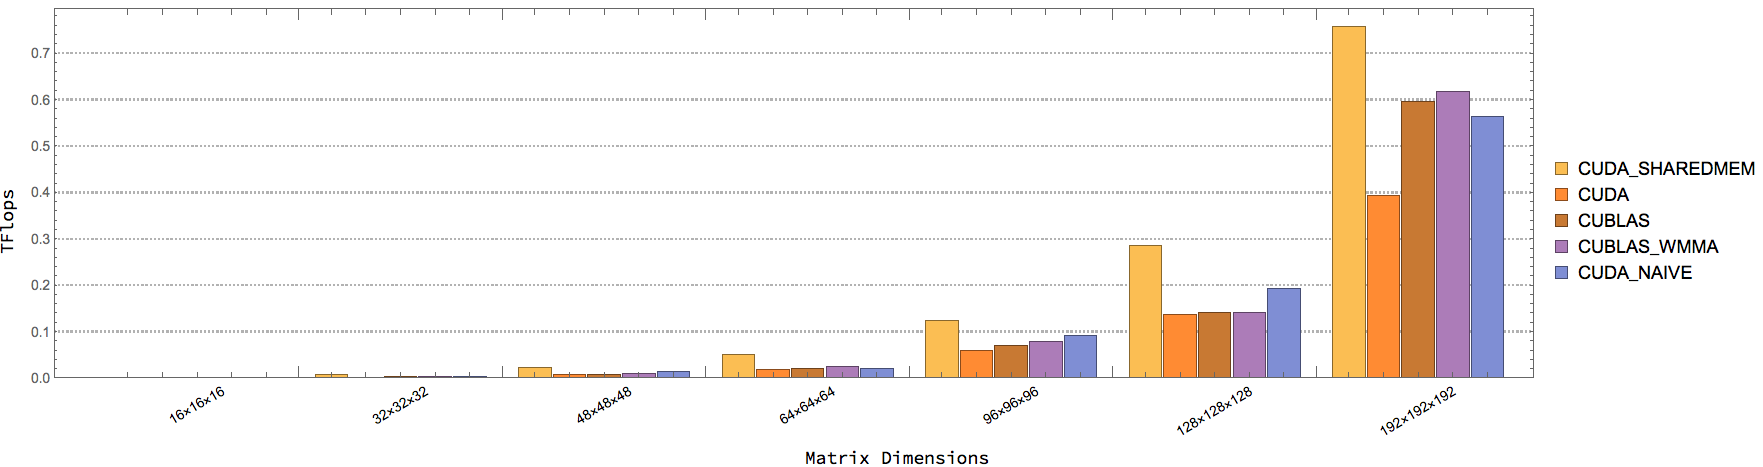 TFlops
0.7
0.6
0.5
0.4
0.3
0.2
0.1
0.0
16×16×16
32×32×32
48×48×48
64×64×64
96×96×96
128×128×128
192×192×192
Matrix Dimensions
CUDA_SHAREDMEM
CUDA
CUBLAS
CUBLAS_WMMA
CUDA_NAIVE